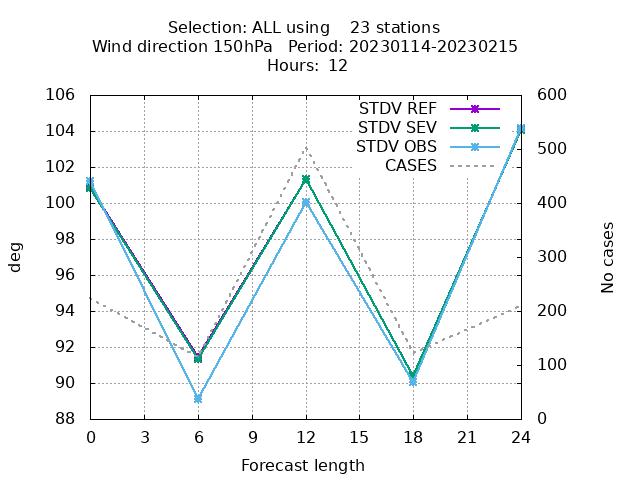 Selection: ALL using    23 stations
Wind direction 150hPa   Period: 20230114-20230215
Hours: 12
106
104
102
100
98
96
94
92
90
88
deg
600
500
400
300
200
100
0
No cases
STDV REF
STDV SEV
STDV OBS
CASES
0 3 6 9 12 15 18 21 24
Forecast length